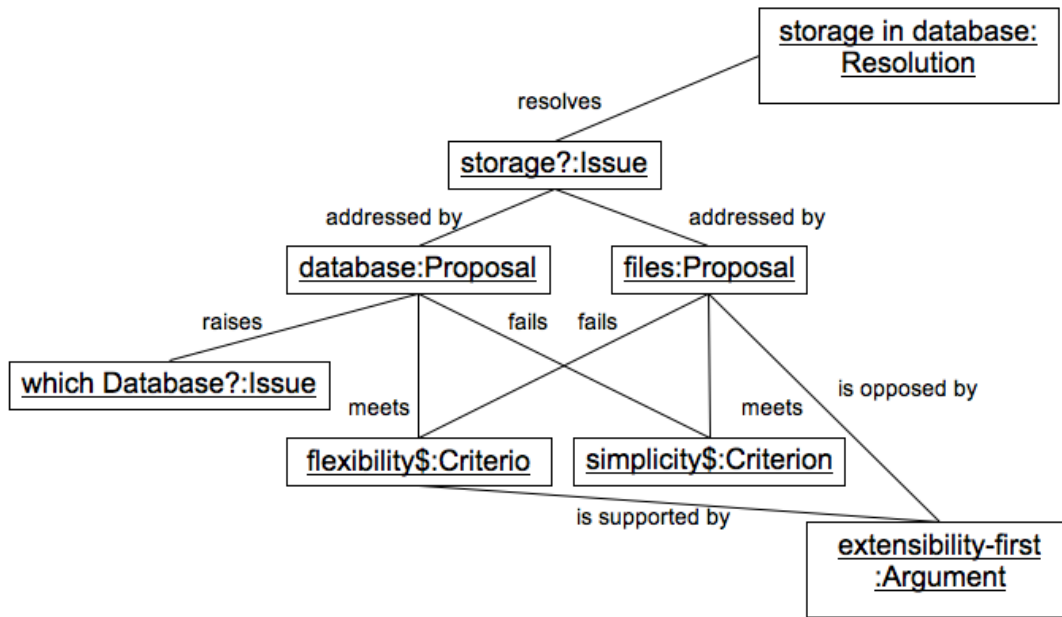 storage in database:
Resolution
resolves
storage?:Issue
addressed by
addressed by
database:Proposal
files:Proposal
raises
fails
fails
which Database?:Issue
meets
meets
is opposed by
flexibility$:Criterio
simplicity$:Criterion
is supported by
extensibility-first
:Argument